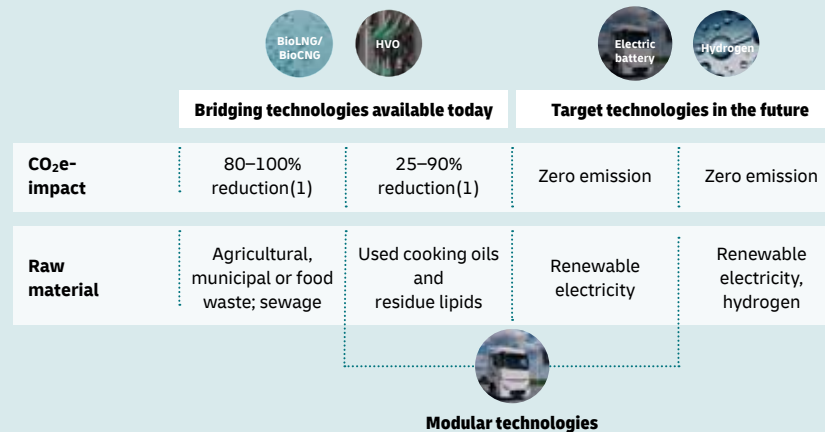 BioLNG/
BioCNG
HVO
Electric
battery
Hydrogen
Bridging technologies available today
Target technologies in the future
CO₂e-
impact
80–100%
reduction(1)
25–90%
reduction(1)
Zero emission
Zero emission
Raw
material
Agricultural,
municipal or food
waste; sewage
Used cooking oils
and
residue lipids
Renewable
electricity
Renewable
electricity,
hydrogen
Modular technologies